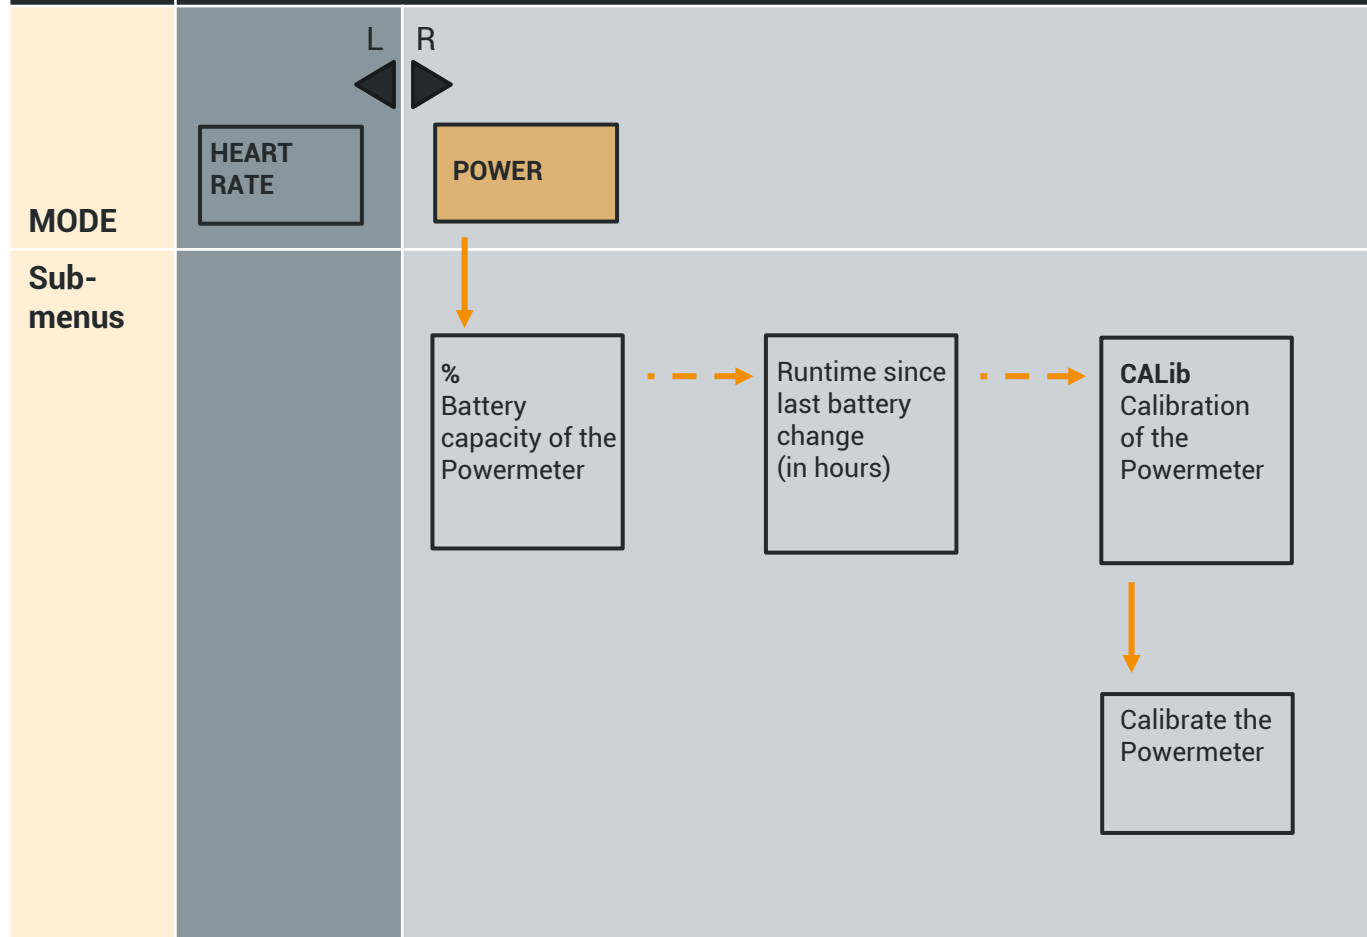 L R
HEART
RATE
POWER
MODE
Sub-
menus
%
Battery
capacity of the
Powermeter
Runtime since
last battery
change
(in hours)
CALib
Calibration
of the
Powermeter
Calibrate the
Powermeter